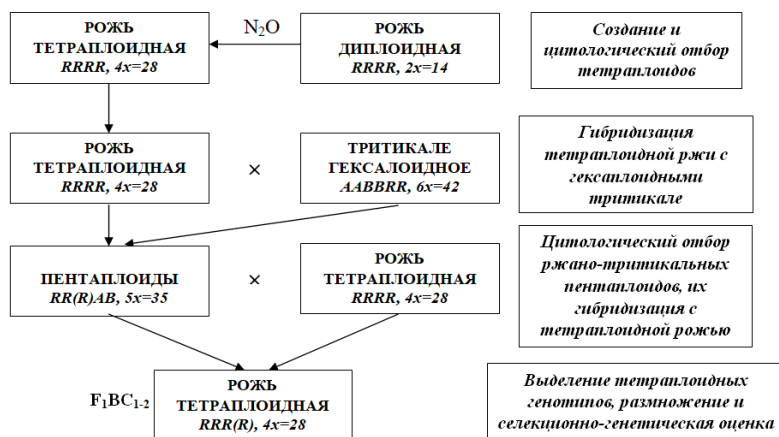 РОЖЬ
ТЕТРАПЛОИДНАЯ
RRRR, 4x=28
N₂O
РОЖЬ
ДИПЛОИДНАЯ
RRRR, 2x=14
Создание и
цитологический отбор
тетраплоидов
РОЖЬ
ТЕТРАПЛОИДНАЯ
RRRR, 4x=28
×
ТРИТИКАЛЕ
ГЕКСАЛОИДНОЕ
AABBRR, 6x=42
Гибридизация
тетраплоидной ржи с
гексаплоидными
тритикале
ПЕНТАПЛОИДЫ
RR(R)AB, 5x=35
×
РОЖЬ
ТЕТРАПЛОИДНАЯ
RRRR, 4x=28
Цитологический отбор
ржано-тритикальных
пентаплоидов, их
гибридизация с
тетраплоидной рожью
F₁BC₁₋₂
РОЖЬ
ТЕТРАПЛОИДНАЯ
RRR(R), 4x=28
Выделение тетраплоидных
генотипов, размножение и
селекционно-генетическая оценка